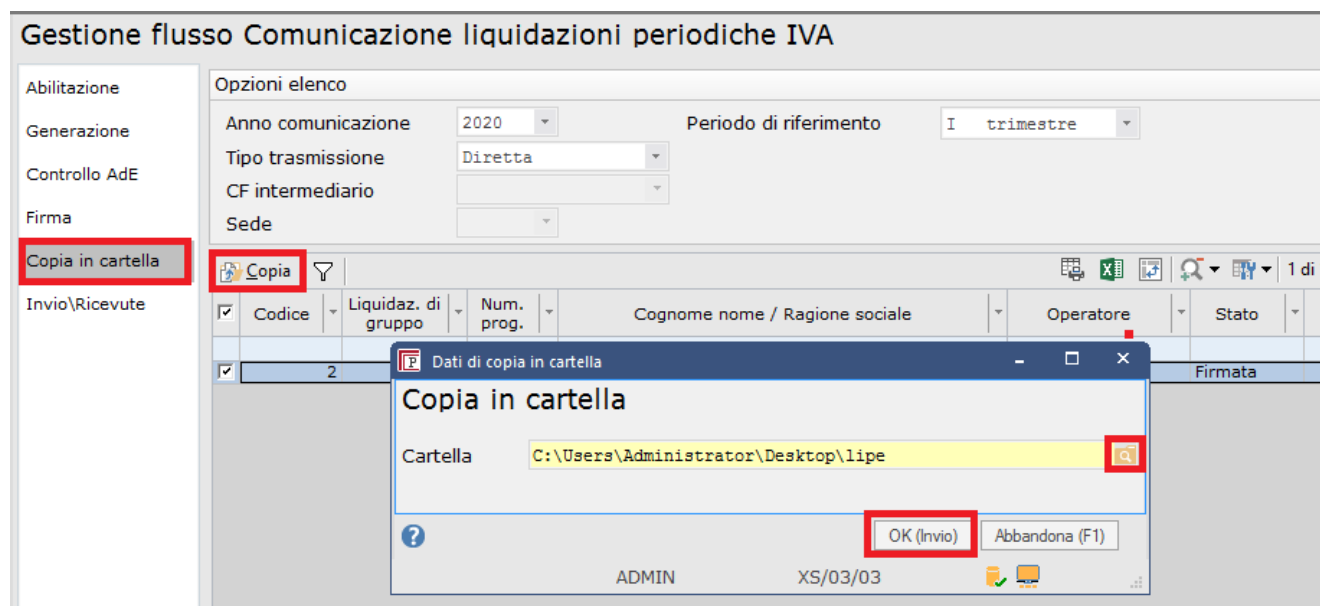 Gestione flusso Comunicazione liquidazioni periodiche IVA
Abilitazione
Generazione
Controllo AdE
Firma
Copia in cartella
Invio\Ricevute
Opzioni elenco
Anno comunicazione 2020 Periodo di riferimento I trimestre
Tipo trasmissione Diretta
CF intermediario
Sede
Copia 1 di
Codice Liquidaz. di gruppo Num. prog. Cognome nome / Ragione sociale Operatore Stato
2 Firmata
Dati di copia in cartella
Copia in cartella
Cartella C:\Users\Administrator\Desktop\lipe
OK (Invio) Abbandona (F1)
ADMIN XS/03/03